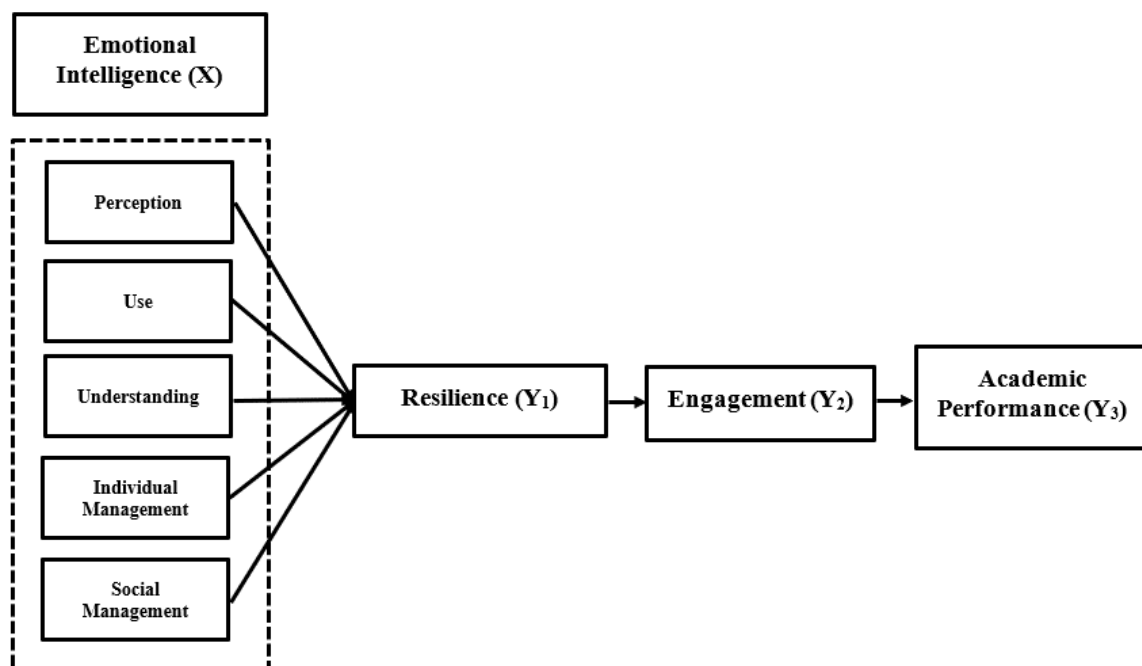 Emotional
Intelligence (X)
Perception
Use
Understanding
Individual
Management
Social
Management
Resilience (Y₁)
Engagement (Y₂)
Academic
Performance (Y₃)